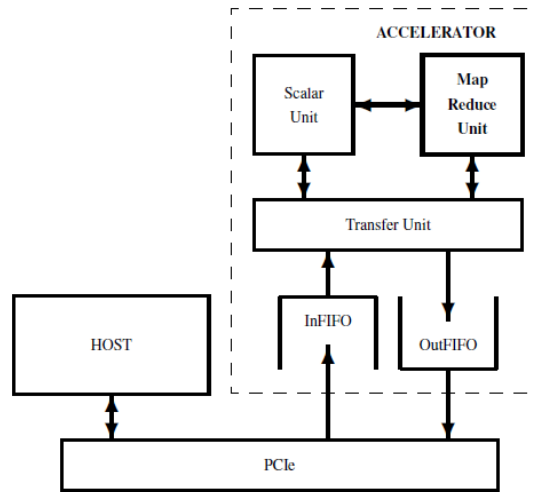 ACCELERATOR
Scalar
Unit
Map
Reduce
Unit
Transfer Unit
InFIFO
OutFIFO
HOST
PCIe